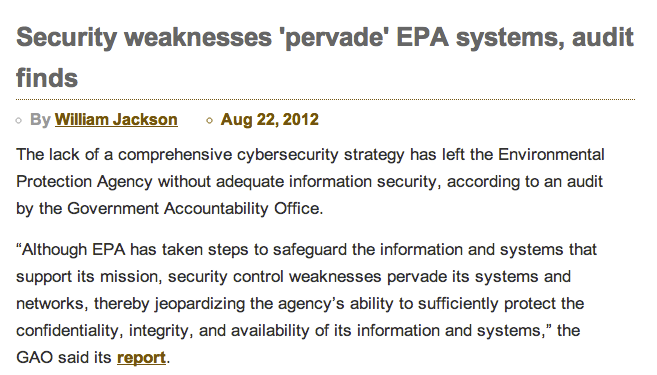 Security weaknesses 'pervade' EPA systems, audit
finds
By William Jackson Aug 22, 2012
The lack of a comprehensive cybersecurity strategy has left the Environmental
Protection Agency without adequate information security, according to an audit
by the Government Accountability Office.
“Although EPA has taken steps to safeguard the information and systems that
support its mission, security control weaknesses pervade its systems and
networks, thereby jeopardizing the agency’s ability to sufficiently protect the
confidentiality, integrity, and availability of its information and systems,” the
GAO said its report.